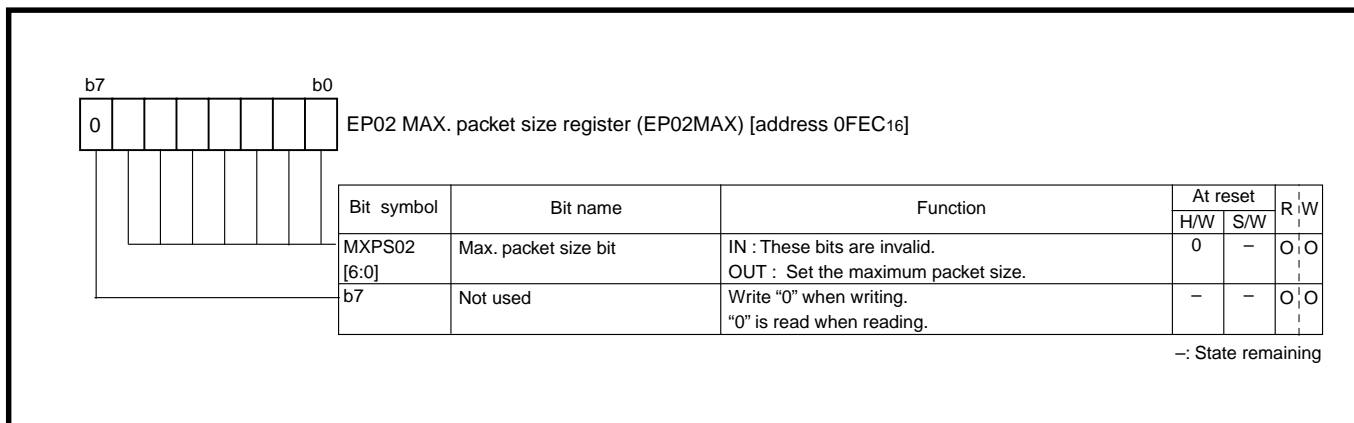 b7 b0
0 EP02 MAX. packet size register (EP02MAX) [address 0FEC16]
Bit symbol Bit name Function At reset R W
H/W S/W
MXPS02 Max. packet size bit IN : These bits are invalid. 0 – O O
[6:0] OUT : Set the maximum packet size.
b7 Not used Write “0” when writing. – – O O
“0” is read when reading.
–: State remaining